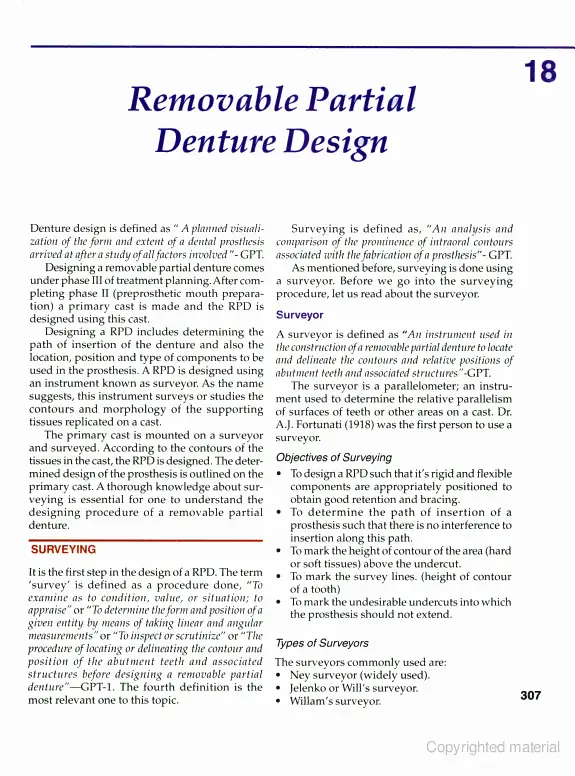 18
Removable Partial
Denture Design
Denture design is defined as " A planned visuali-
zation of the form and extent of a dental prosthesis
arrived at after a study of all factors involved "- GPT.
Designing a removable partial denture comes
under phase III of treatment planning. After com-
pleting phase II (preprosthetic mouth prepara-
tion) a primary cast is made and the RPD is
designed using this cast.
Designing a RPD includes determining the
path of insertion of the denture and also the
location, position and type of components to be
used in the prosthesis. A RPD is designed using
an instrument known as surveyor. As the name
suggests, this instrument surveys or studies the
contours and morphology of the supporting
tissues replicated on a cast.
The primary cast is mounted on a surveyor
and surveyed. According to the contours of the
tissues in the cast, the RPD is designed. The deter-
mined design of the prosthesis is outlined on the
primary cast. A thorough knowledge about sur-
veying is essential for one to understand the
designing procedure of a removable partial
denture.
SURVEYING
It is the first step in the design of a RPD. The term
'survey' is defined as a procedure done, "To
examine as to condition, value, or situation; to
appraise" or "To determine the form and position of a
given entity by means of taking linear and angular
measurements" or "To inspect or scrutinize" or "The
procedure of locating or delineating the contour and
position of the abutment teeth and associated
structures before designing a removable partial
denture"—GPT-1. The fourth definition is the
most relevant one to this topic.
Surveying is defined as, "An analysis and
comparison of the prominence of intraoral contours
associated with the fabrication of a prosthesis"- GPT.
As mentioned before, surveying is done using
a surveyor. Before we go into the surveying
procedure, let us read about the surveyor.
Surveyor
A surveyor is defined as "An instrument used in
the construction of a removable partial denture to locate
and delineate the contours and relative positions of
abutment teeth and associated structures"-GPT.
The surveyor is a parallelometer; an instru-
ment used to determine the relative parallelism
of surfaces of teeth or other areas on a cast. Dr.
A.J. Fortunati (1918) was the first person to use a
surveyor.
Objectives of Surveying
• To design a RPD such that it's rigid and flexible
components are appropriately positioned to
obtain good retention and bracing.
• To determine the path of insertion of a
prosthesis such that there is no interference to
insertion along this path.
• To mark the height of contour of the area (hard
or soft tissues) above the undercut.
• To mark the survey lines. (height of contour
of a tooth)
• To mark the undesirable undercuts into which
the prosthesis should not extend.
Types of Surveyors
The surveyors commonly used are:
• Ney surveyor (widely used).
• Jelenko or Will's surveyor.
• Willam's surveyor.
307
Copyrighted material